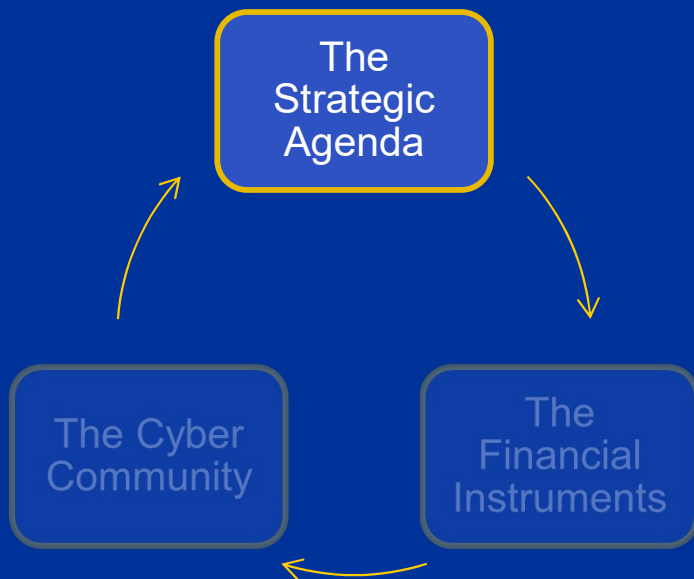 The
Strategic
Agenda
The Cyber
Community
The
Financial
Instruments